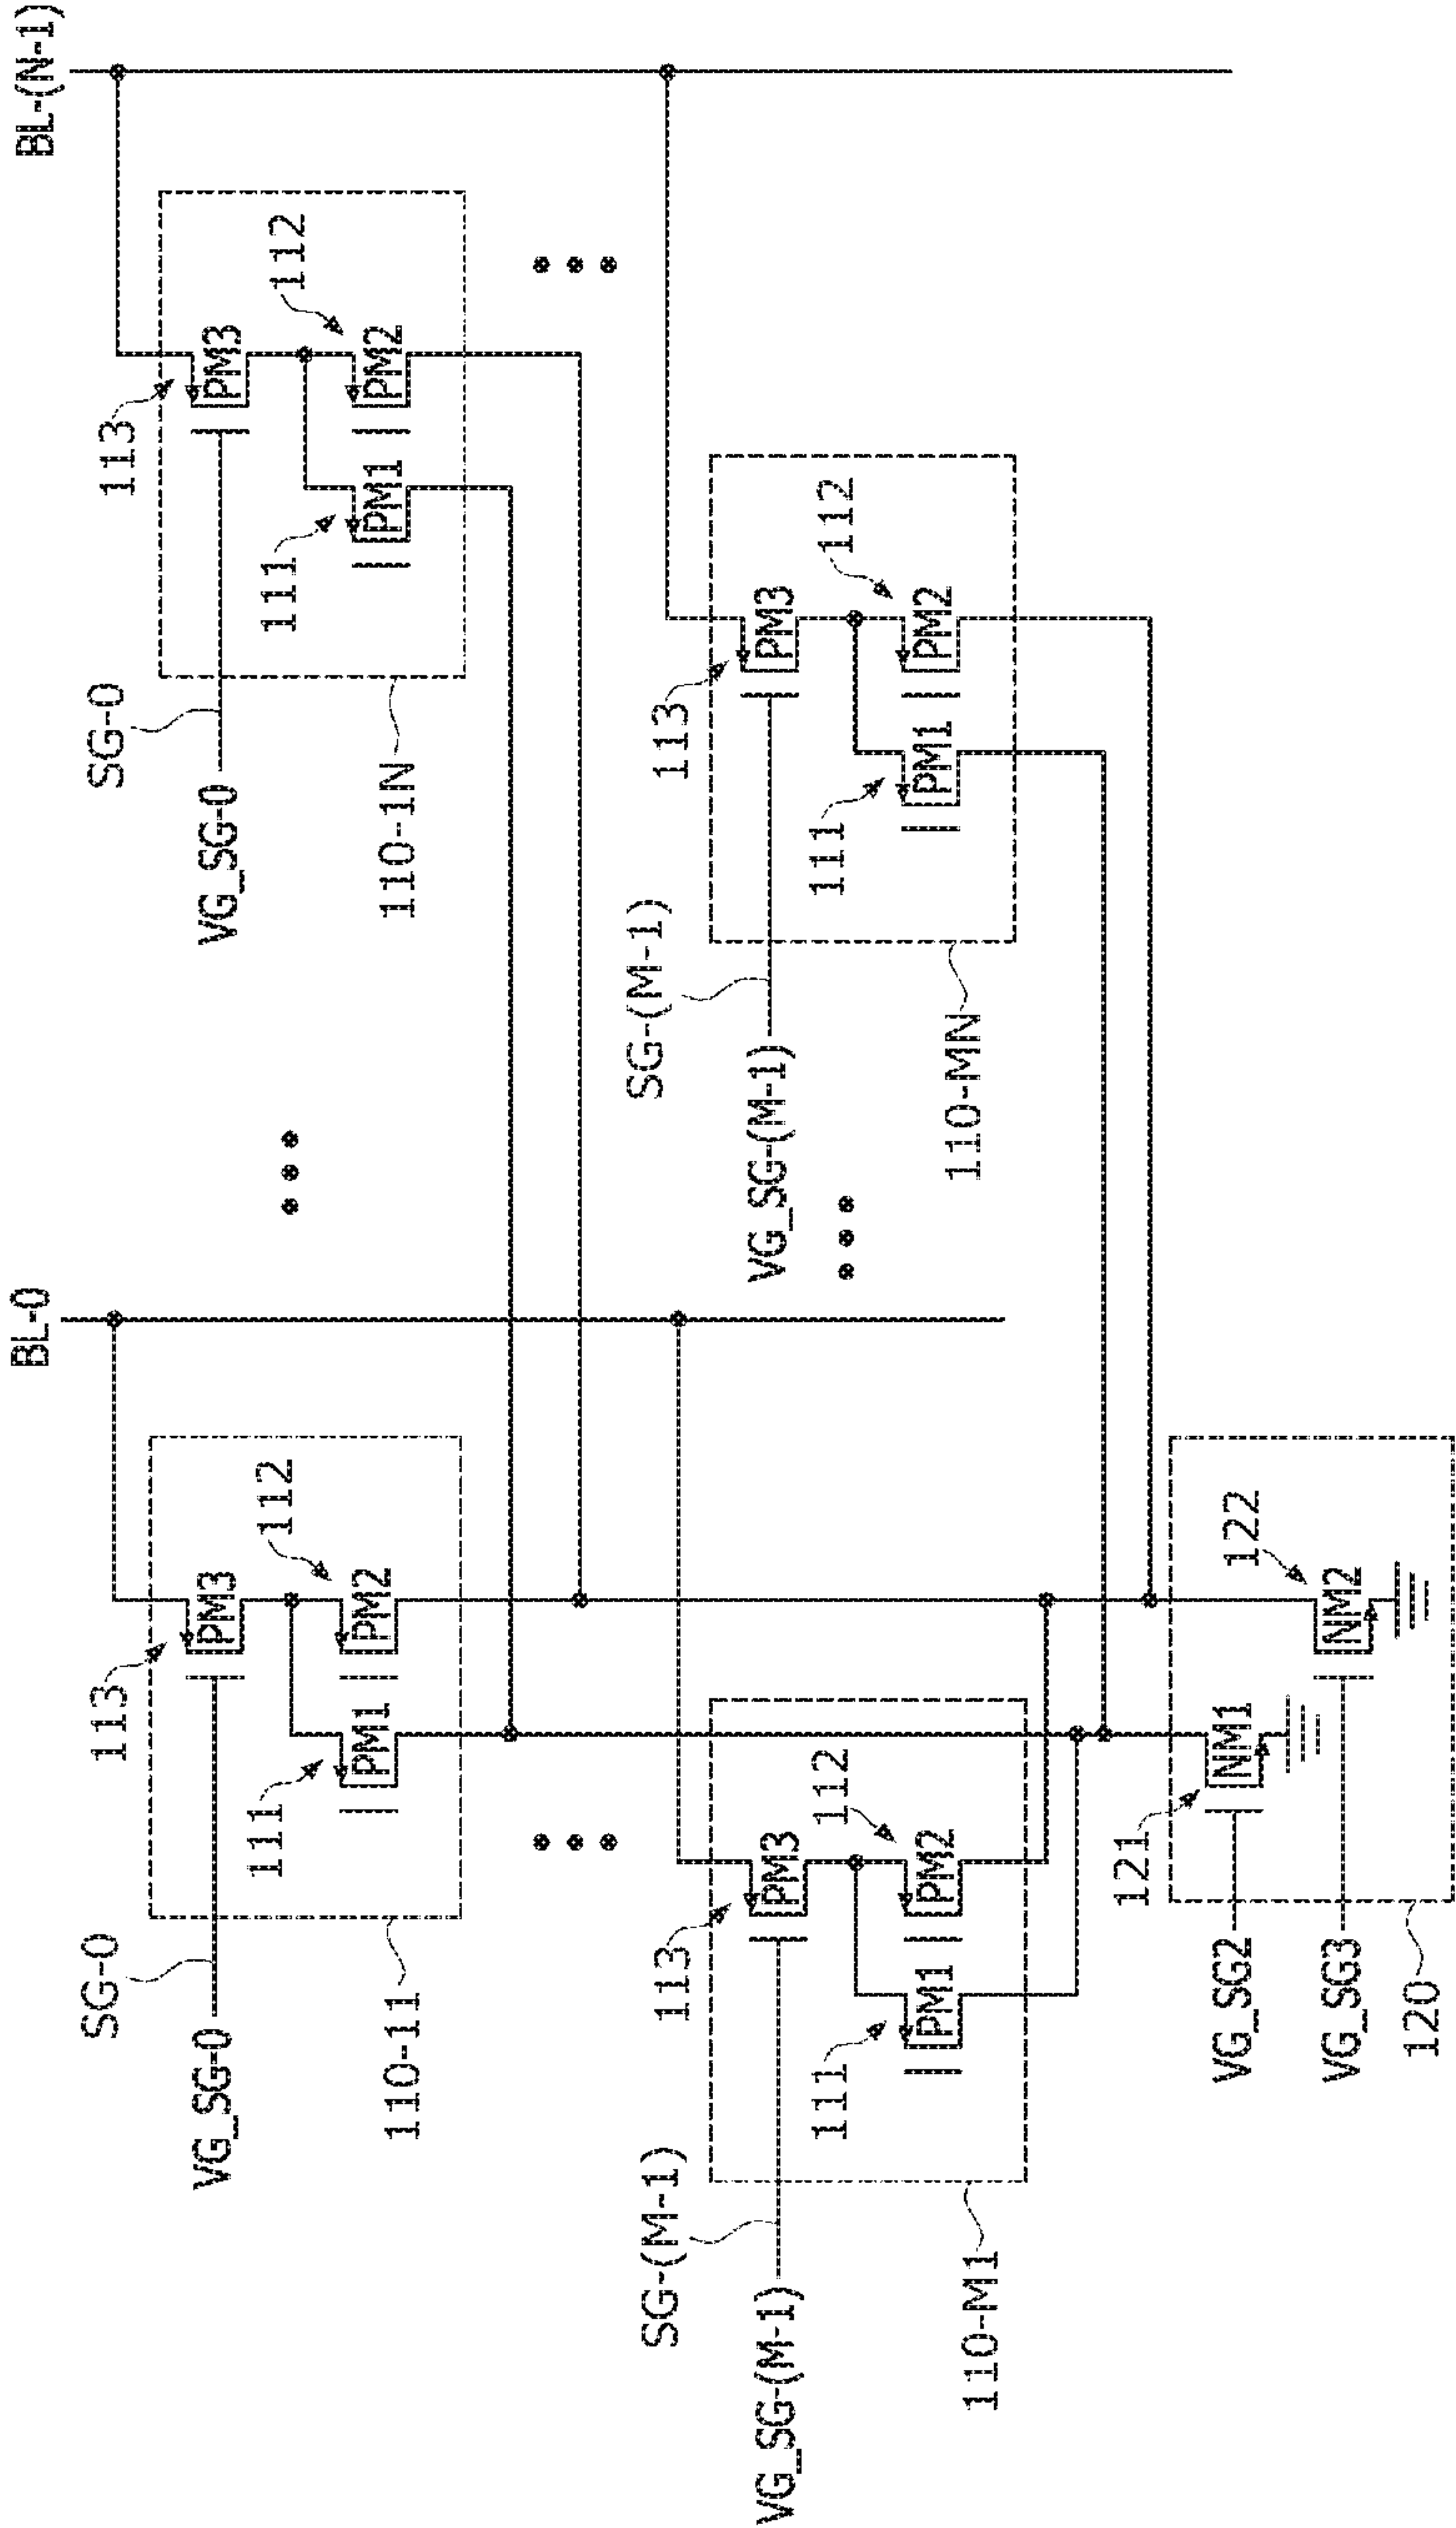 BL-0
BL-(N-1)
SG-0
VG_SG-0
113
PM3
111
PM1
112
PM2
110-11
SG-0
VG_SG-0
113
PM3
111
PM1
112
PM2
110-1N
SG-(M-1)
VG_SG-(M-1)
113
PM3
111
PM1
112
PM2
110-M1
SG-(M-1)
VG_SG-(M-1)
113
PM3
111
PM1
112
PM2
110-MN
121
NM1
VG_SG2
122
NM2
VG_SG3
120